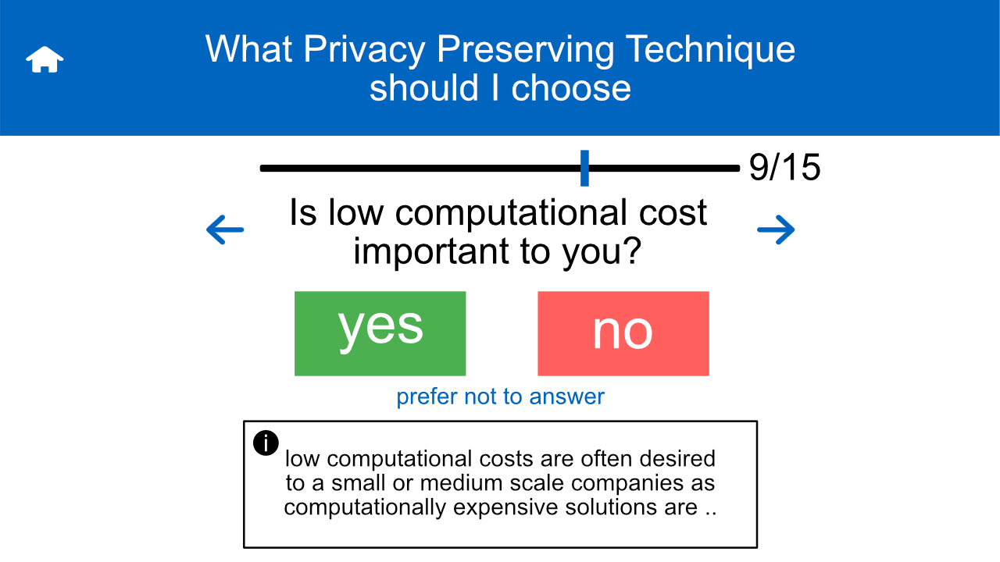 What Privacy Preserving Technique
should I choose
9/15
Is low computational cost
important to you?
yes
no
prefer not to answer
i
low computational costs are often desired
to a small or medium scale companies as
computationally expensive solutions are ..